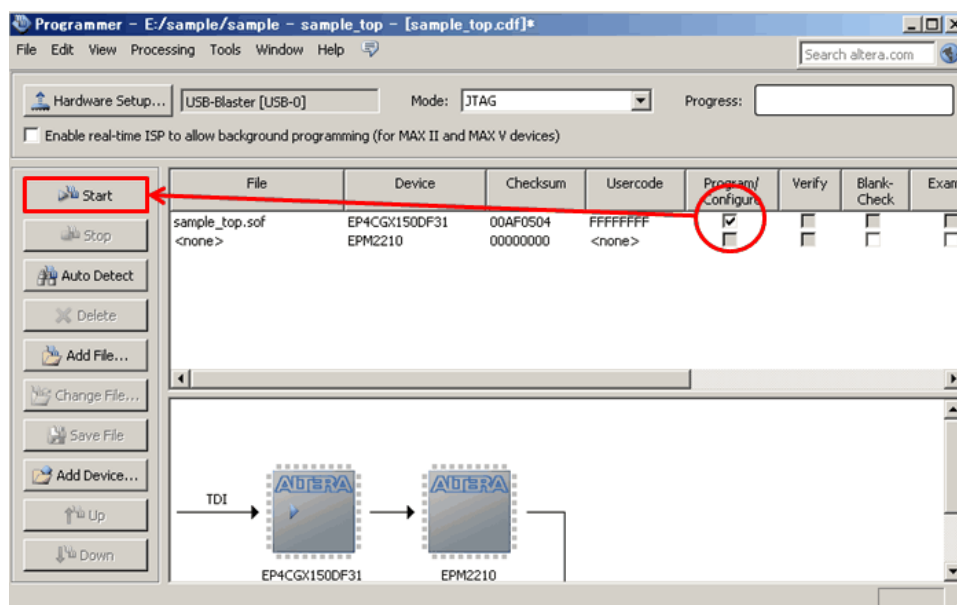 Programmer - E:/sample/sample - sample_top - [sample_top.cdf]*
File Edit View Processing Tools Window Help
Search altera.com
Hardware Setup... USB-Blaster [USB-0] Mode: JTAG Progress:
Enable real-time ISP to allow background programming (for MAX II and MAX V devices)
Start
Stop
Auto Detect
Delete
Add File...
Change File...
Save File
Add Device...
Up
Down
File Device Checksum Usercode Program/ Verify Blank- Exam
Configure Check
sample_top.sof EP4CGX150DF31 00AF0504 FFFFFFFF
<none> EPM2210 00000000 <none>
TDI
ALTERA ALTERA
EP4CGX150DF31 EPM2210